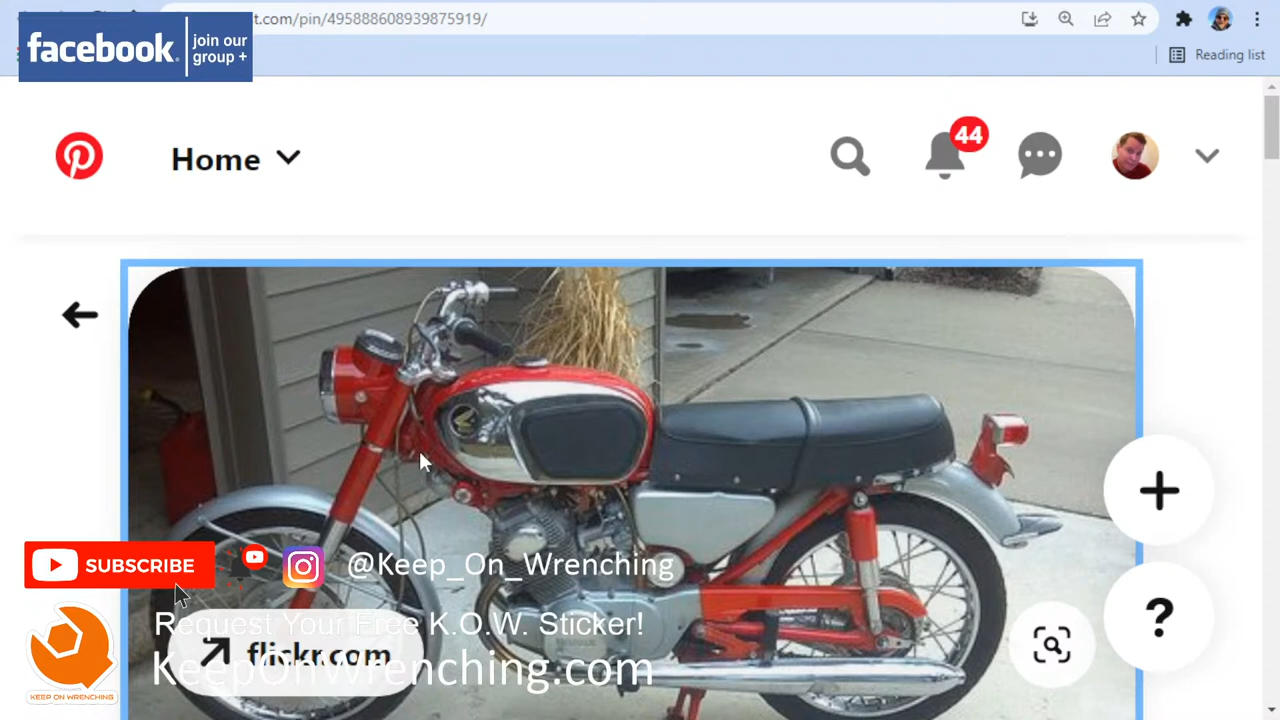 t.com/pin/495888608939875919/
facebook.
join our
group +
Reading list
Home
44
SUBSCRIBE
@Keep_On_Wrenching
Request Your Free K.O.W. Sticker!
flickr.com
KeepOnWrenching.com
KEEP ON WRENCHING
?